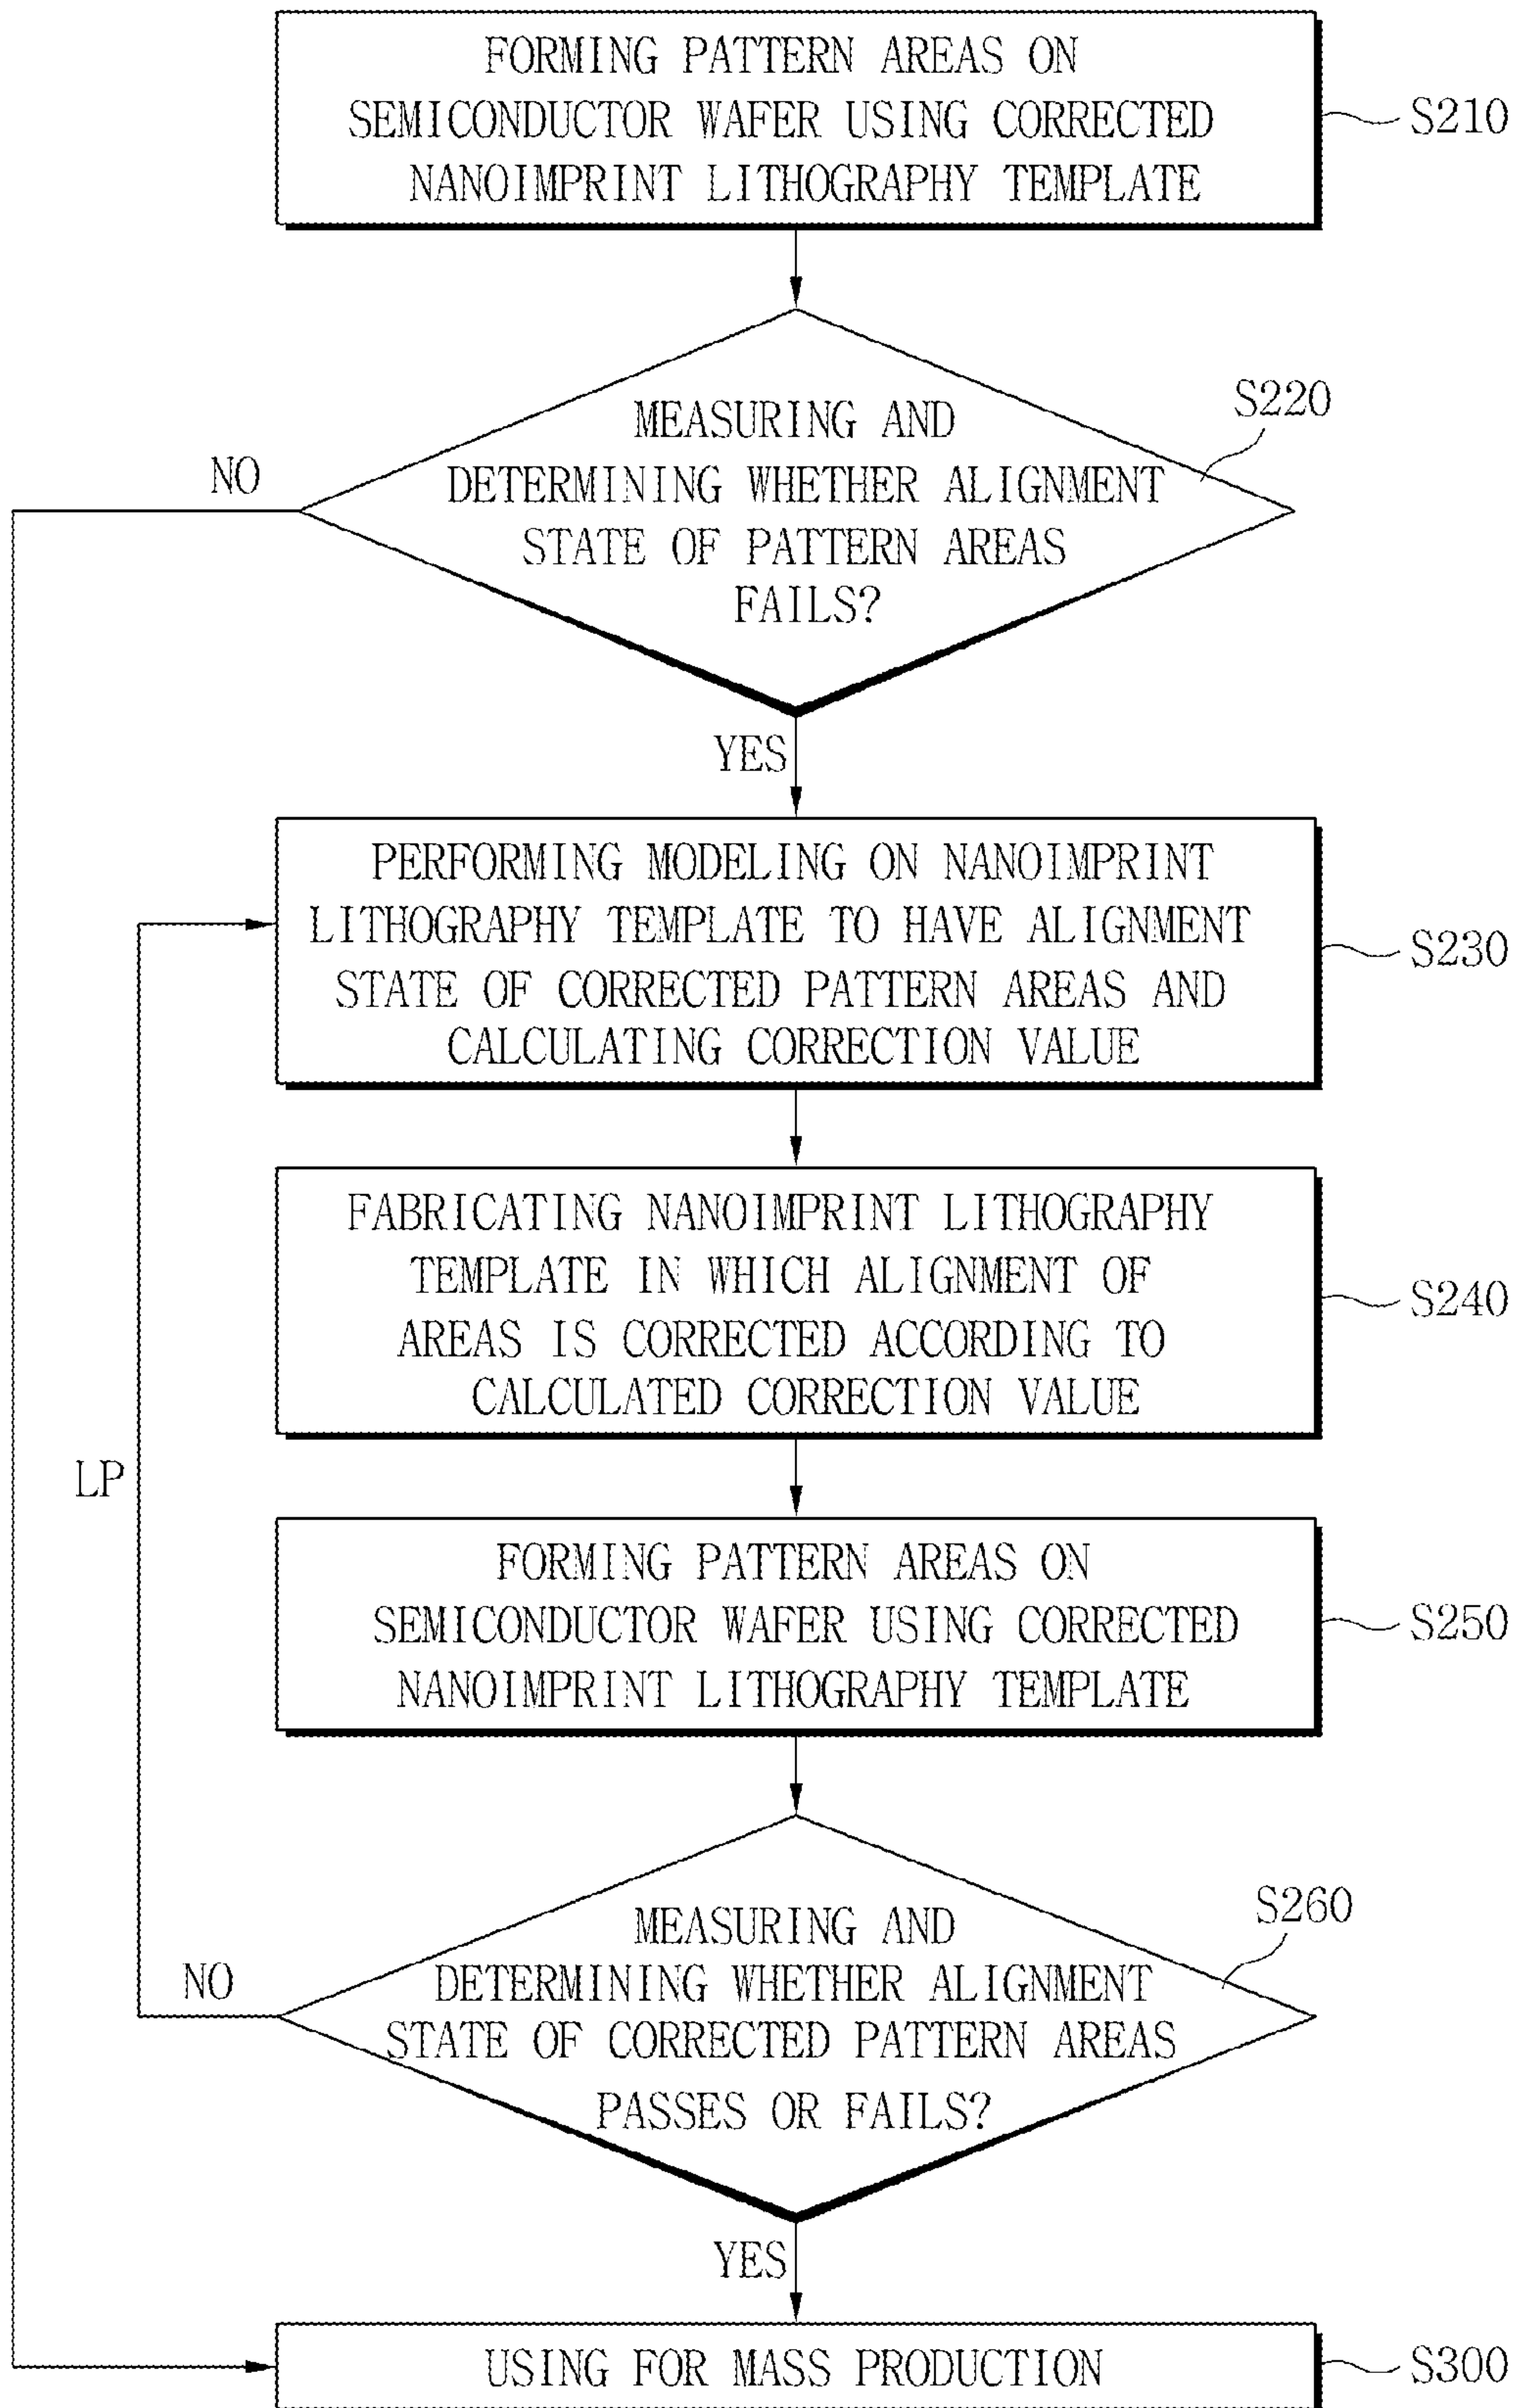 FORMING PATTERN AREAS ON
SEMICONDUCTOR WAFER USING CORRECTED
NANOIMPRINT LITHOGRAPHY TEMPLATE
S210
S220
MEASURING AND
DETERMINING WHETHER ALIGNMENT
STATE OF PATTERN AREAS
FAILS?
NO
YES
PERFORMING MODELING ON NANOIMPRINT
LITHOGRAPHY TEMPLATE TO HAVE ALIGNMENT
STATE OF CORRECTED PATTERN AREAS AND
CALCULATING CORRECTION VALUE
S230
FABRICATING NANOIMPRINT LITHOGRAPHY
TEMPLATE IN WHICH ALIGNMENT OF
AREAS IS CORRECTED ACCORDING TO
CALCULATED CORRECTION VALUE
S240
LP
FORMING PATTERN AREAS ON
SEMICONDUCTOR WAFER USING CORRECTED
NANOIMPRINT LITHOGRAPHY TEMPLATE
S250
S260
MEASURING AND
DETERMINING WHETHER ALIGNMENT
STATE OF CORRECTED PATTERN AREAS
PASSES OR FAILS?
NO
YES
USING FOR MASS PRODUCTION
S300